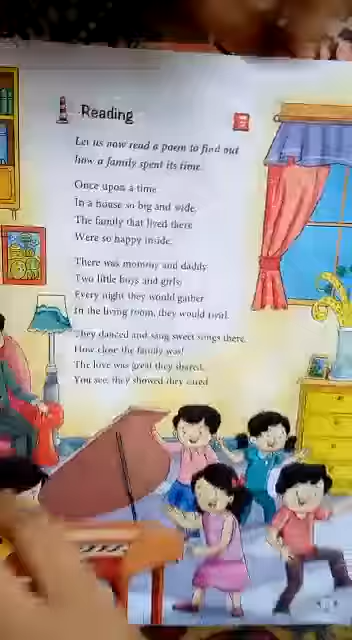 Reading
Let us now read a poem to find out
how a family spent its time.
Once upon a time
In a house so big and wide,
The family that lived there
Were so happy inside.
There was mommy and daddy
Two little boys and girls;
Every night they would gather
In the living room, they would twirl.
They danced and sang sweet songs there.
How close the family was!
The love was great they shared,
You see, they showed they cared.